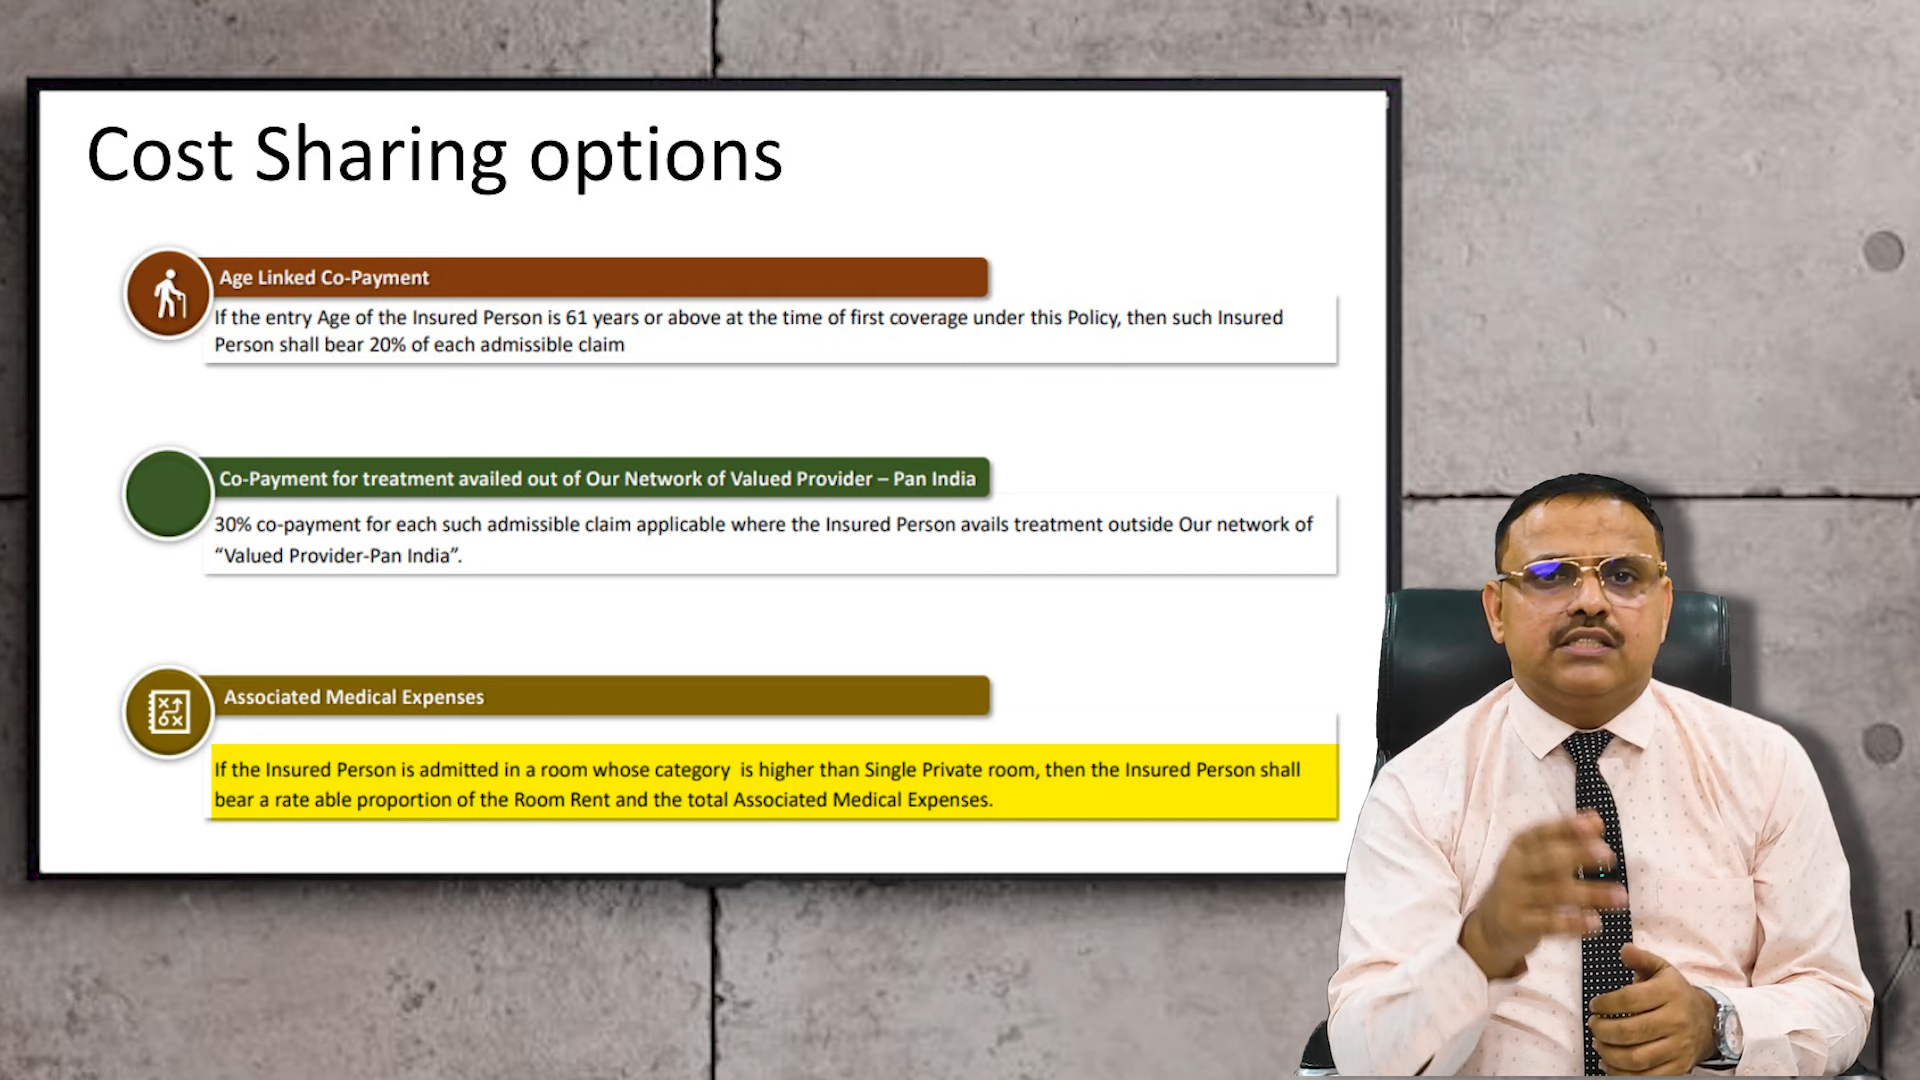 Cost Sharing options
Age Linked Co-Payment
If the entry Age of the Insured Person is 61 years or above at the time of first coverage under this Policy, then such Insured
Person shall bear 20% of each admissible claim
Co-Payment for treatment availed out of Our Network of Valued Provider – Pan India
30% co-payment for each such admissible claim applicable where the Insured Person avails treatment outside Our network of
“Valued Provider-Pan India”.
Associated Medical Expenses
If the Insured Person is admitted in a room whose category  is higher than Single Private room, then the Insured Person shall
bear a rate able proportion of the Room Rent and the total Associated Medical Expenses.